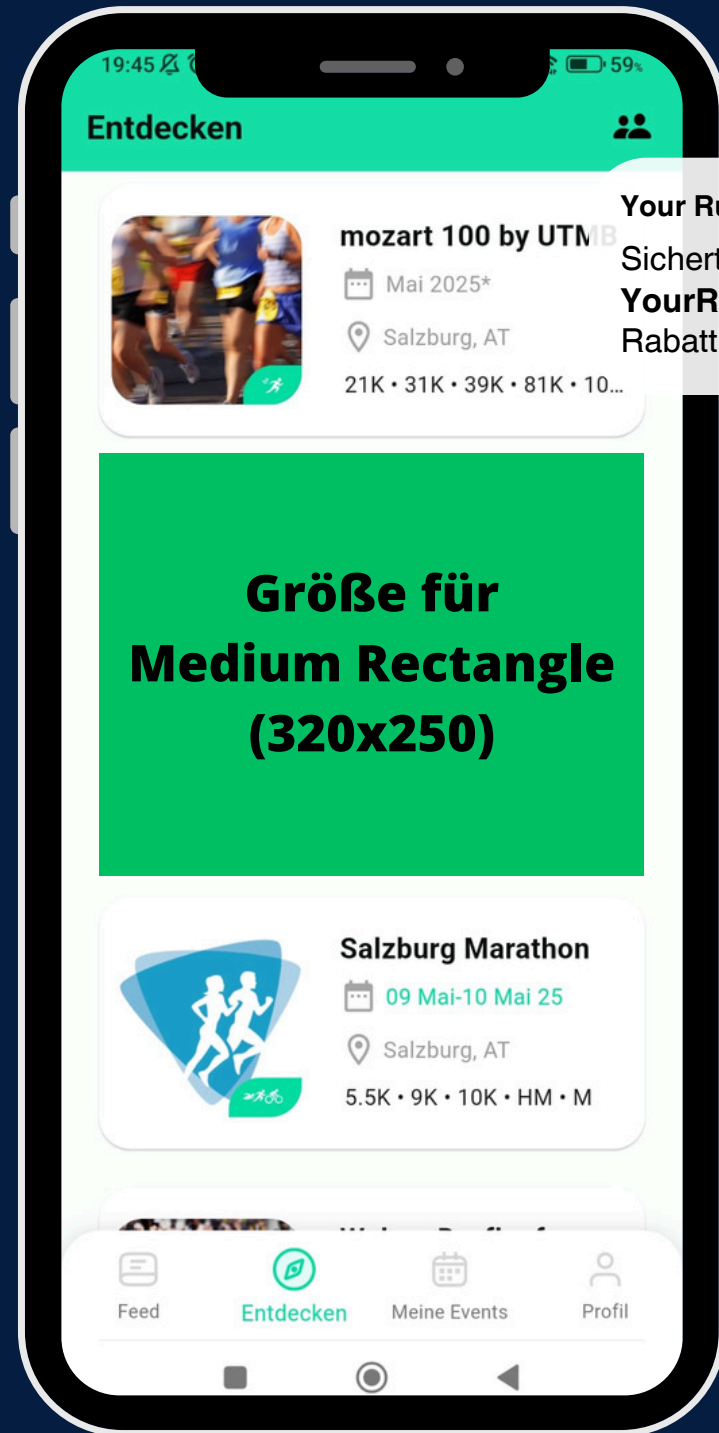 19:45
59%
Entdecken
mozart 100 by UTMB
Mai 2025*
Salzburg, AT
21K • 31K • 39K • 81K • 10...
Your Ru
Sichert
YourR
Rabatt
Größe für
Medium Rectangle
(320x250)
Salzburg Marathon
09 Mai-10 Mai 25
Salzburg, AT
5.5K • 9K • 10K • HM • M
Feed
Entdecken
Meine Events
Profil